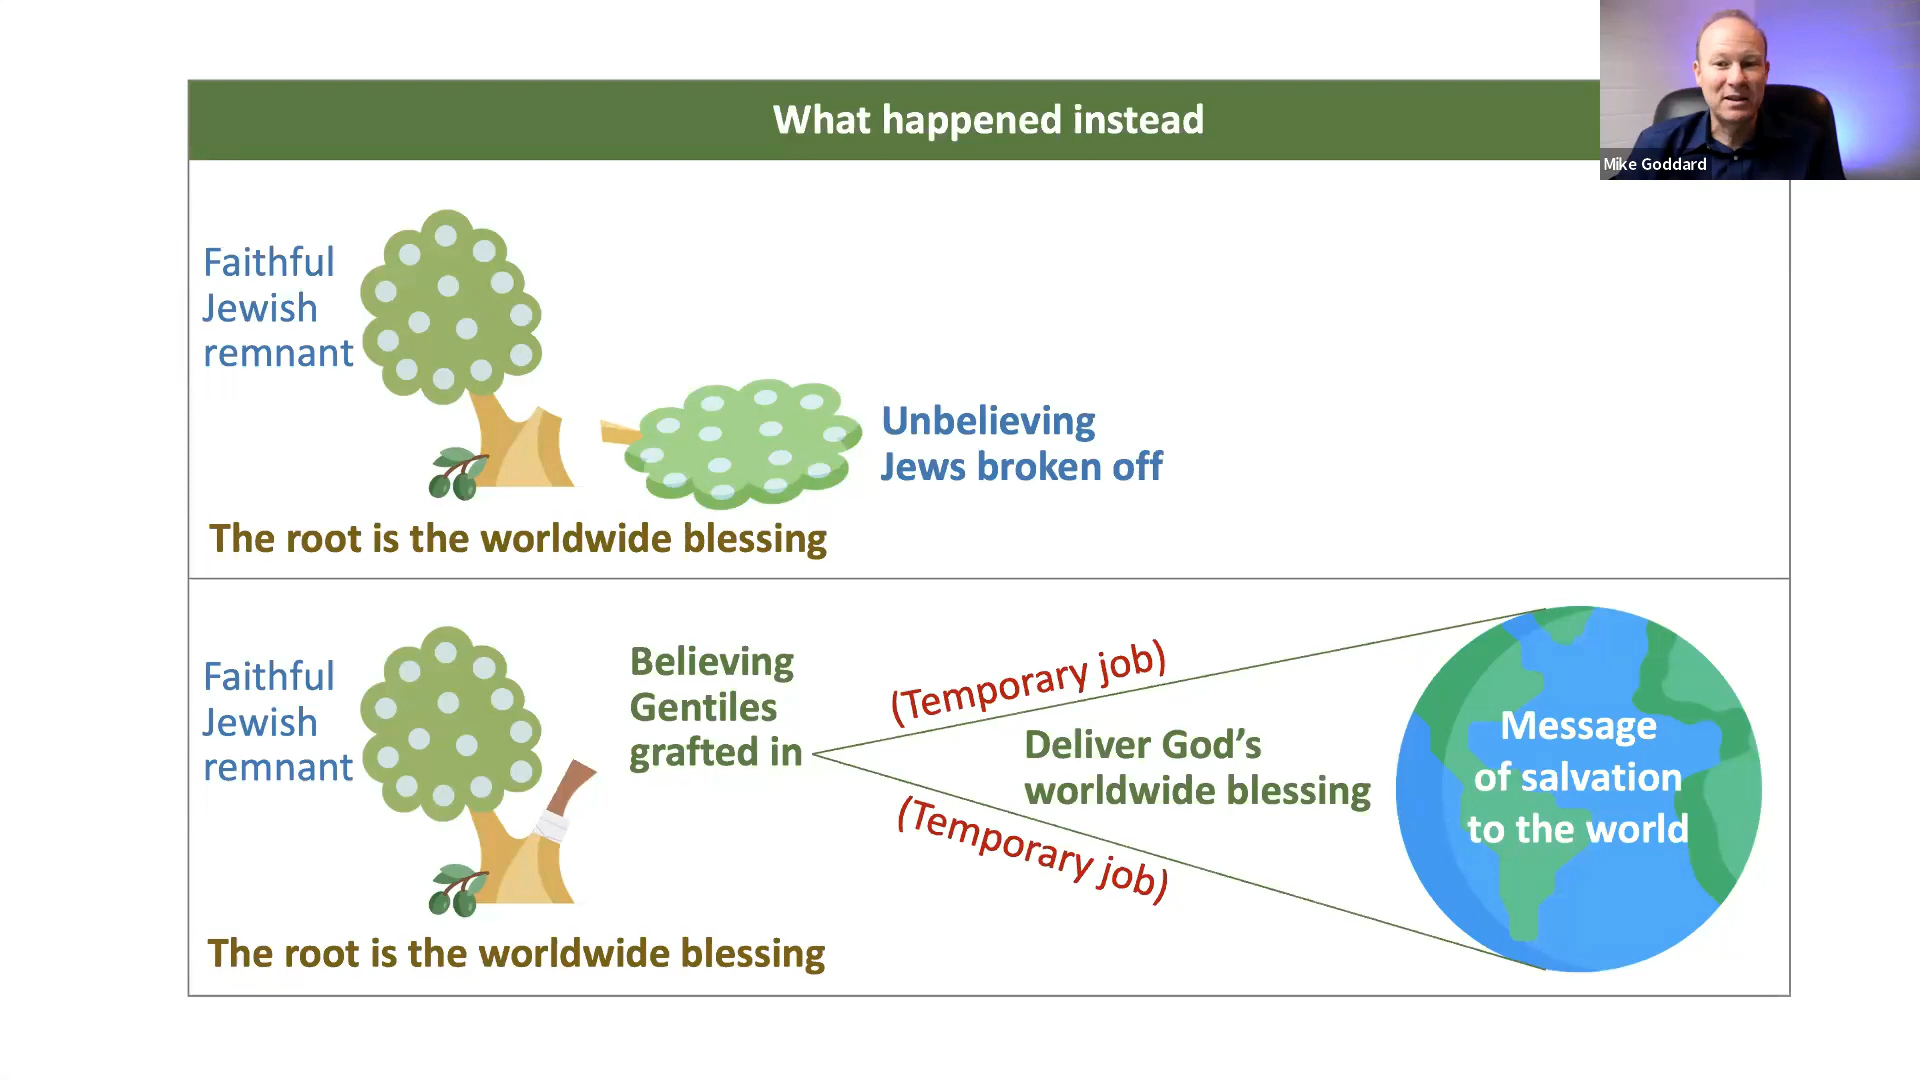 What happened instead
Mike Goddard
Faithful
Jewish
remnant
Unbelieving
Jews broken off
The root is the worldwide blessing
Faithful
Jewish
remnant
Believing
Gentiles
grafted in
(Temporary job)
Deliver God’s
worldwide blessing
(Temporary job)
Message
of salvation
to the world
The root is the worldwide blessing